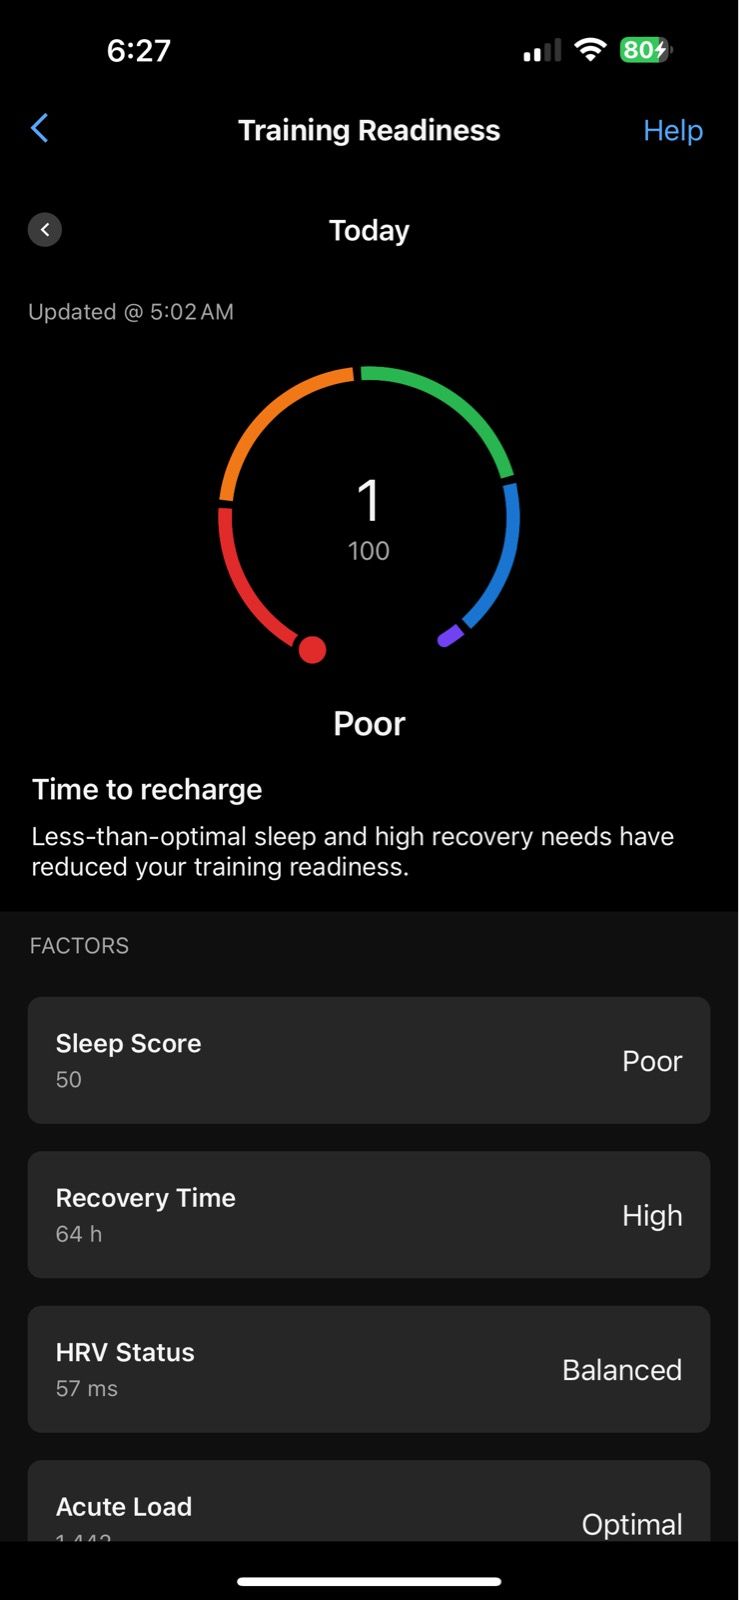 6:27
80
Training Readiness
Help
Today
Updated @ 5:02 AM
1
100
Poor
Time to recharge
Less-than-optimal sleep and high recovery needs have
reduced your training readiness.
FACTORS
Sleep Score
50
Poor
Recovery Time
64 h
High
HRV Status
57 ms
Balanced
Acute Load
Optimal